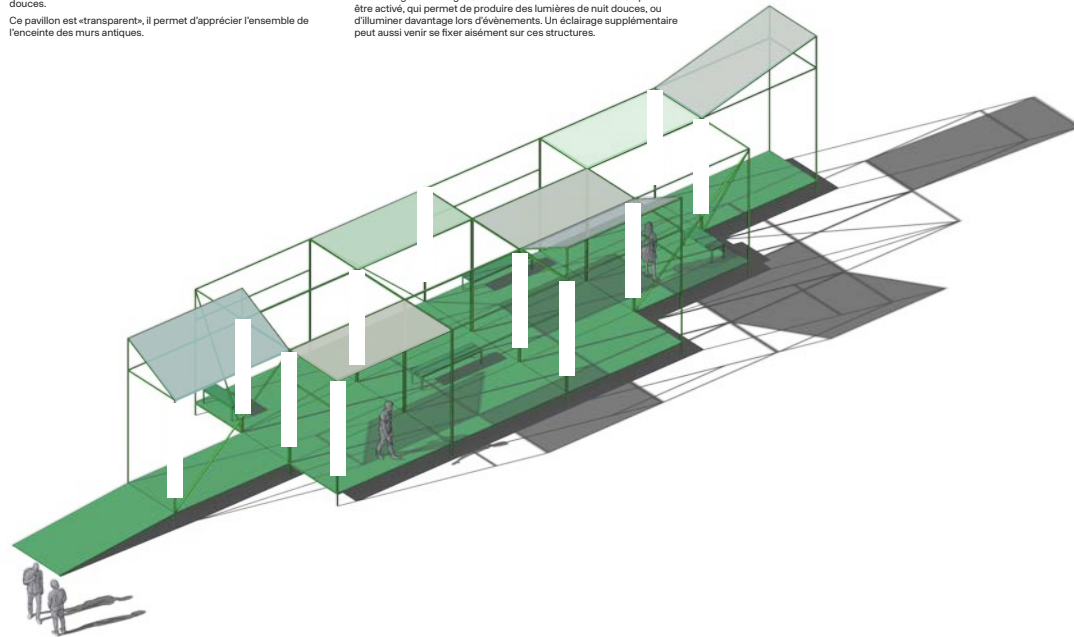 douces.
Ce pavillon est «transparent», il permet d'apprécier l'ensemble de
l'enceinte des murs antiques.
être activé, qui permet de produire des lumières de nuit douces, ou
d'illuminer davantage lors d'évènements. Un éclairage supplémentaire
peut aussi venir se fixer aisément sur ces structures.